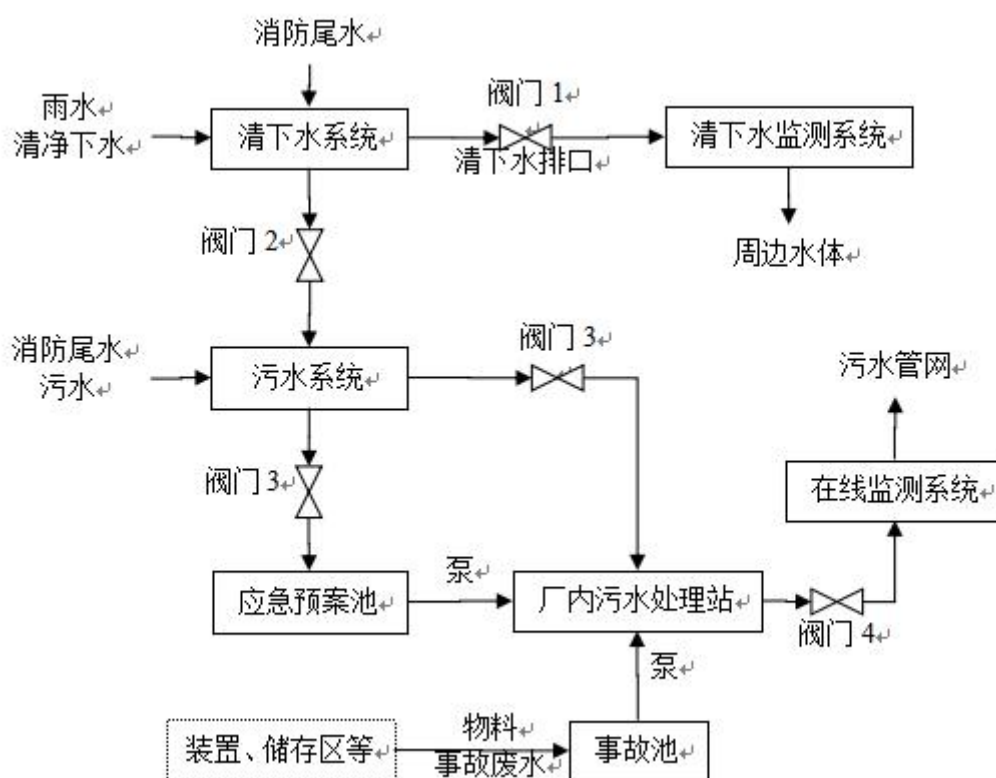 消防尾水
雨水
清净下水
清下水系统
阀门 1
清下水排口
清下水监测系统
阀门 2
周边水体
消防尾水
污水
污水系统
阀门 3
污水管网
阀门 3
在线监测系统
应急预案池
泵
厂内污水处理站
阀门 4
泵
装置、储存区等
物料
事故废水
事故池